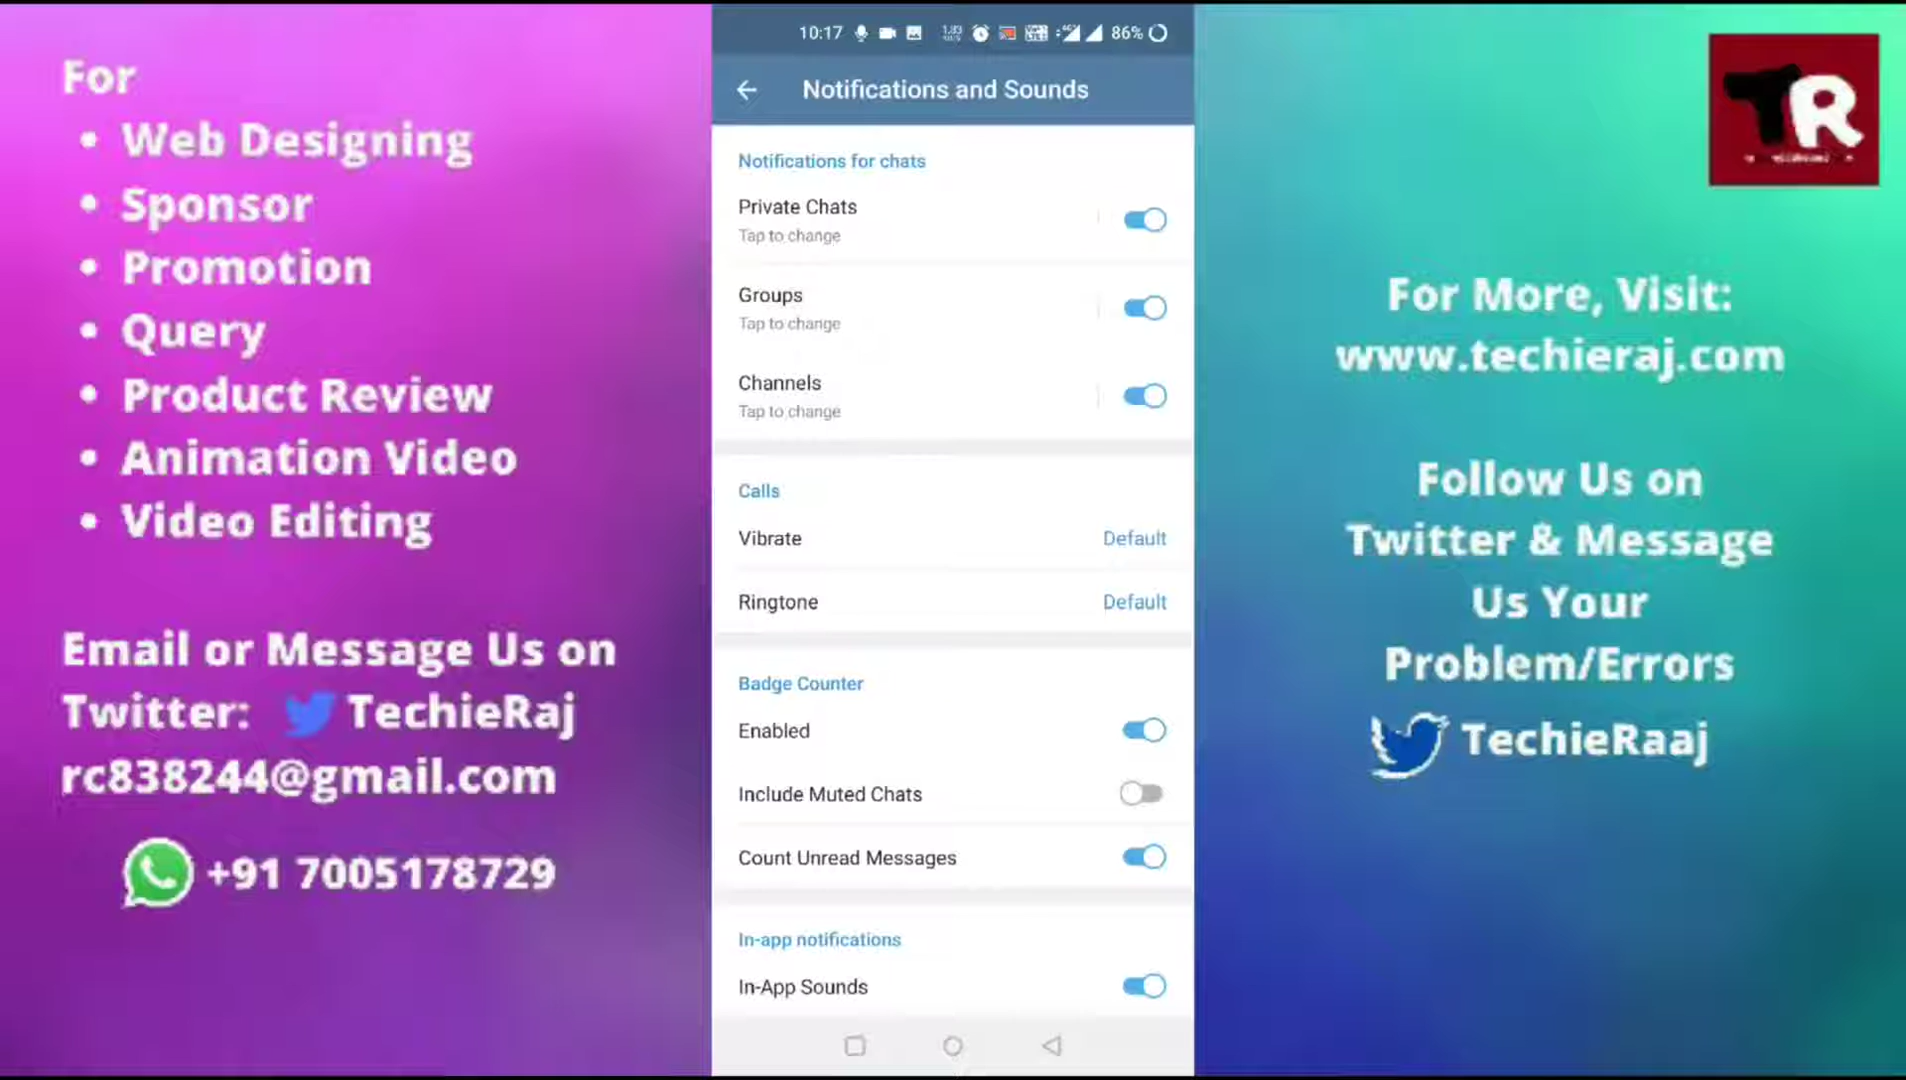 For
• Web Designing
• Sponsor
• Promotion
• Query
• Product Review
• Animation Video
• Video Editing
Email or Message Us on
Twitter: TechieRaj
rc838244@gmail.com
+91 7005178729
10:17
86%
Notifications and Sounds
Notifications for chats
Private Chats
Tap to change
Groups
Tap to change
Channels
Tap to change
Calls
Vibrate Default
Ringtone Default
Badge Counter
Enabled
Include Muted Chats
Count Unread Messages
In-app notifications
In-App Sounds
TR
For More, Visit:
www.techieraj.com
Follow Us on
Twitter & Message
Us Your
Problem/Errors
TechieRaaj